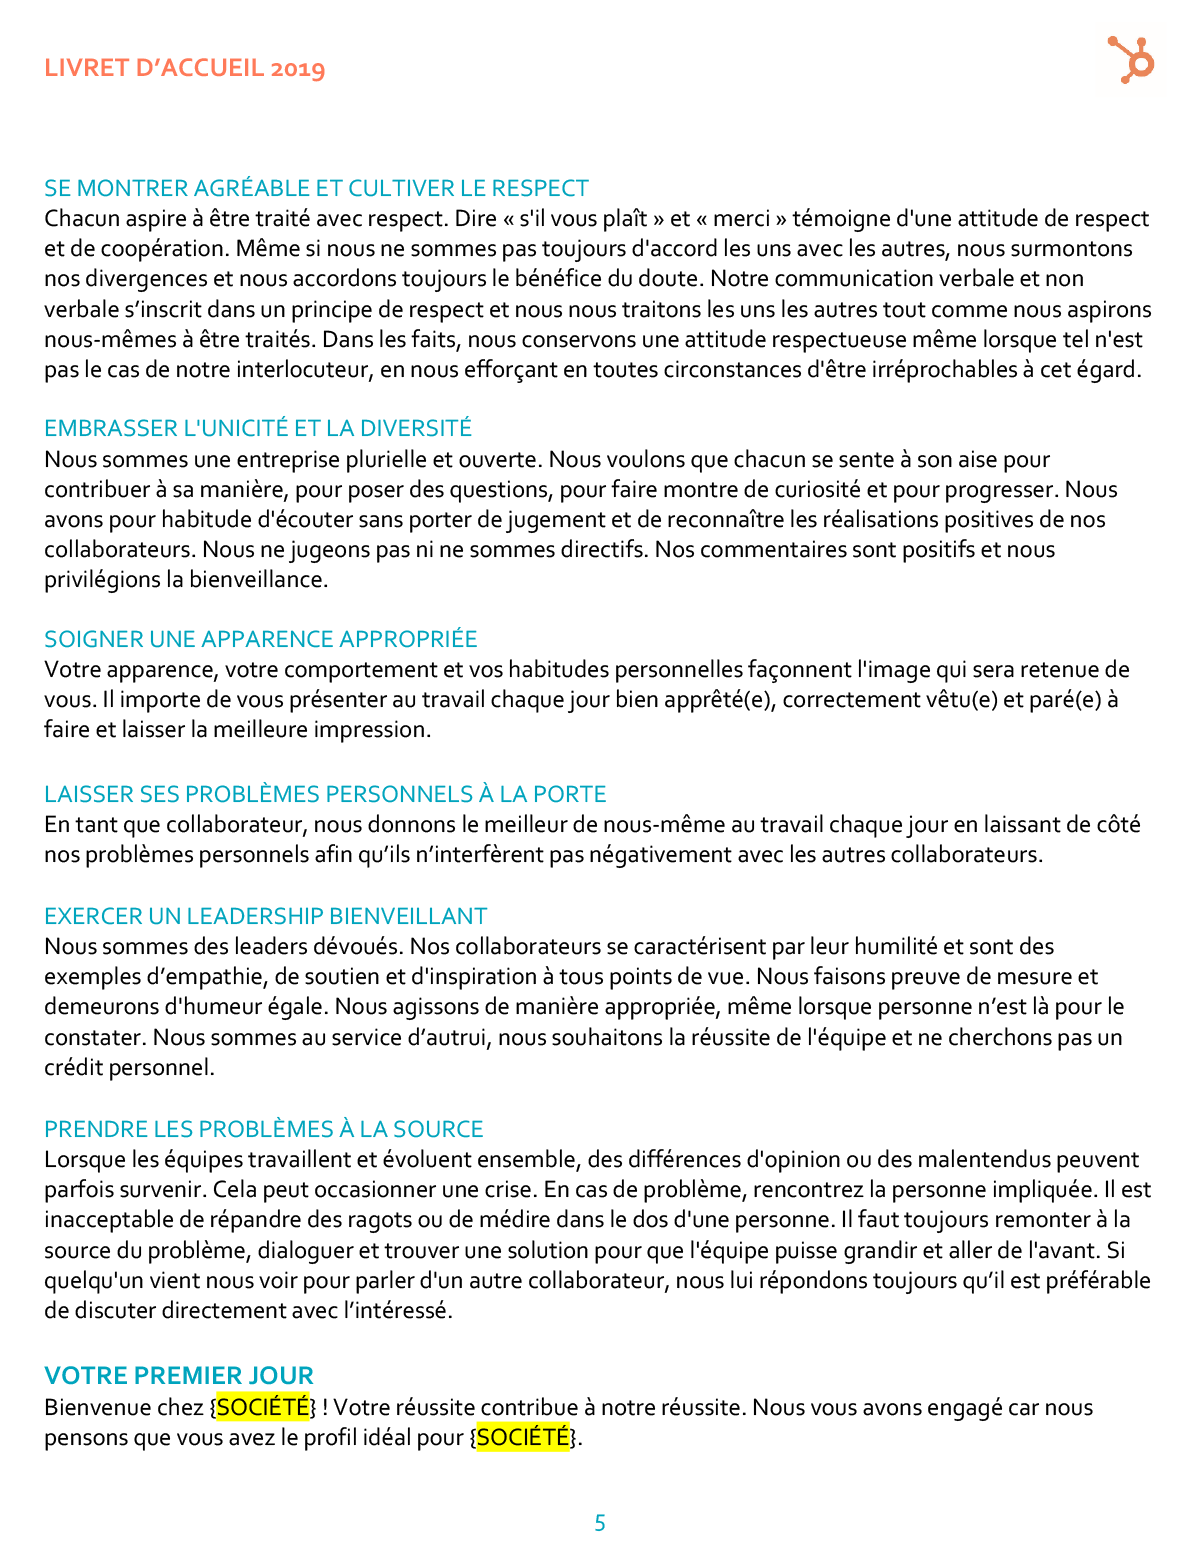 LIVRET D’ACCUEIL 2019
SE MONTRER AGRÉABLE ET CULTIVER LE RESPECT
Chacun aspire à être traité avec respect. Dire « s'il vous plaît » et « merci » témoigne d'une attitude de respect
et de coopération. Même si nous ne sommes pas toujours d'accord les uns avec les autres, nous surmontons
nos divergences et nous accordons toujours le bénéfice du doute. Notre communication verbale et non
verbale s’inscrit dans un principe de respect et nous nous traitons les uns les autres tout comme nous aspirons
nous-mêmes à être traités. Dans les faits, nous conservons une attitude respectueuse même lorsque tel n'est
pas le cas de notre interlocuteur, en nous efforçant en toutes circonstances d'être irréprochables à cet égard.
EMBRASSER L'UNICITÉ ET LA DIVERSITÉ
Nous sommes une entreprise plurielle et ouverte. Nous voulons que chacun se sente à son aise pour
contribuer à sa manière, pour poser des questions, pour faire montre de curiosité et pour progresser. Nous
avons pour habitude d'écouter sans porter de jugement et de reconnaître les réalisations positives de nos
collaborateurs. Nous ne jugeons pas ni ne sommes directifs. Nos commentaires sont positifs et nous
privilégions la bienveillance.
SOIGNER UNE APPARENCE APPROPRIÉE
Votre apparence, votre comportement et vos habitudes personnelles façonnent l'image qui sera retenue de
vous. Il importe de vous présenter au travail chaque jour bien apprêté(e), correctement vêtu(e) et paré(e) à
faire et laisser la meilleure impression.
LAISSER SES PROBLÈMES PERSONNELS À LA PORTE
En tant que collaborateur, nous donnons le meilleur de nous-même au travail chaque jour en laissant de côté
nos problèmes personnels afin qu’ils n’interfèrent pas négativement avec les autres collaborateurs.
EXERCER UN LEADERSHIP BIENVEILLANT
Nous sommes des leaders dévoués. Nos collaborateurs se caractérisent par leur humilité et sont des
exemples d’empathie, de soutien et d'inspiration à tous points de vue. Nous faisons preuve de mesure et
demeurons d'humeur égale. Nous agissons de manière appropriée, même lorsque personne n’est là pour le
constater. Nous sommes au service d’autrui, nous souhaitons la réussite de l'équipe et ne cherchons pas un
crédit personnel.
PRENDRE LES PROBLÈMES À LA SOURCE
Lorsque les équipes travaillent et évoluent ensemble, des différences d'opinion ou des malentendus peuvent
parfois survenir. Cela peut occasionner une crise. En cas de problème, rencontrez la personne impliquée. Il est
inacceptable de répandre des ragots ou de médire dans le dos d'une personne. Il faut toujours remonter à la
source du problème, dialoguer et trouver une solution pour que l'équipe puisse grandir et aller de l'avant. Si
quelqu'un vient nous voir pour parler d'un autre collaborateur, nous lui répondons toujours qu’il est préférable
de discuter directement avec l’intéressé.
VOTRE PREMIER JOUR
Bienvenue chez {SOCIÉTÉ} ! Votre réussite contribue à notre réussite. Nous vous avons engagé car nous
pensons que vous avez le profil idéal pour {SOCIÉTÉ}.
5